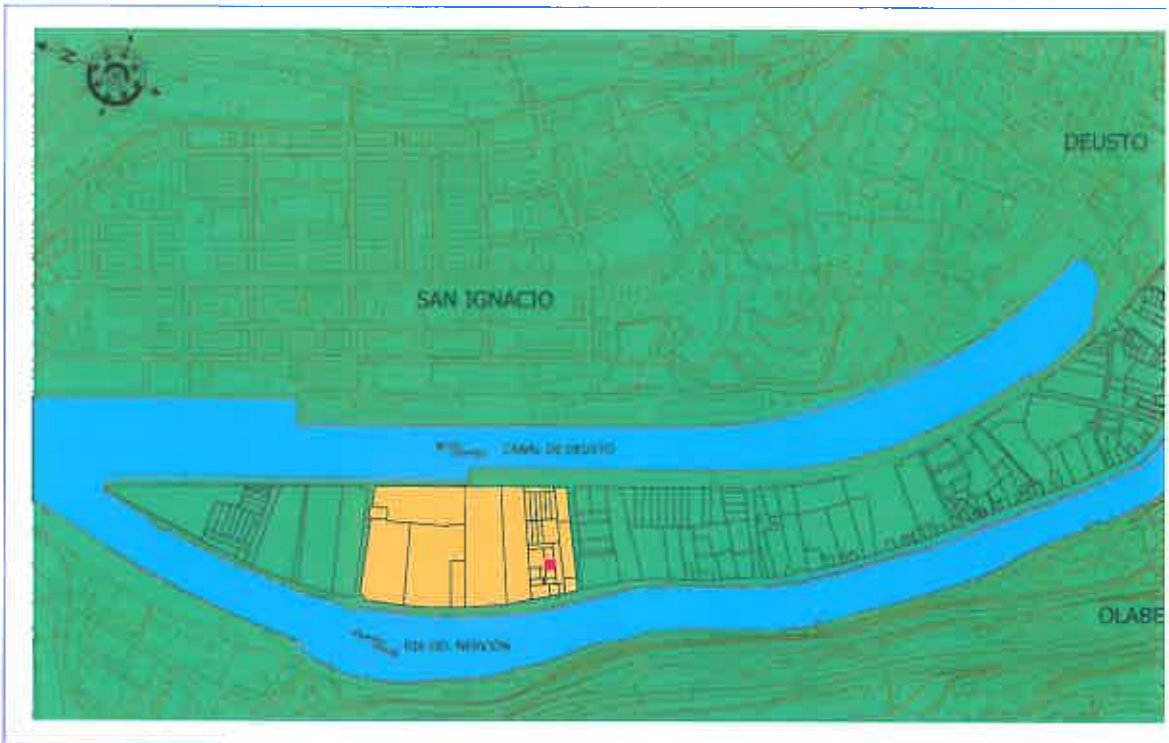 N
DEUSTO
SAN IGNACIO
CANAL DE DEUSTO
RIA DEL NERVION
OLABE